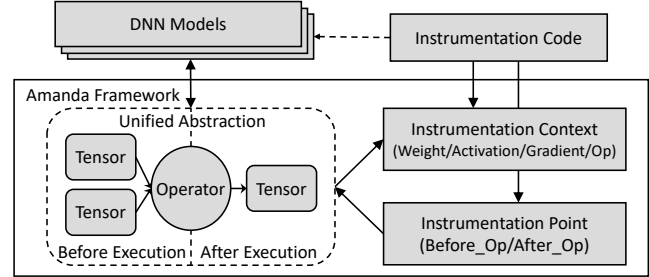 DNN Models
Instrumentation Code
Amanda Framework
Unified Abstraction
Tensor
Tensor
Operator
Tensor
Before Execution
After Execution
Instrumentation Context
(Weight/Activation/Gradient/Op)
Instrumentation Point
(Before_Op/After_Op)